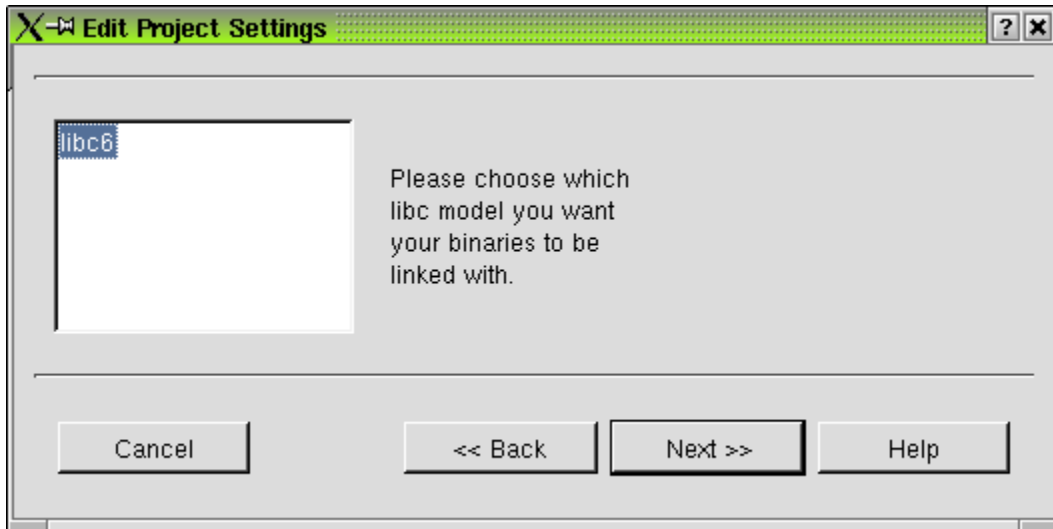 Edit Project Settings
libc6
Please choose which
libc model you want
your binaries to be
linked with.
Cancel
<< Back
Next >>
Help